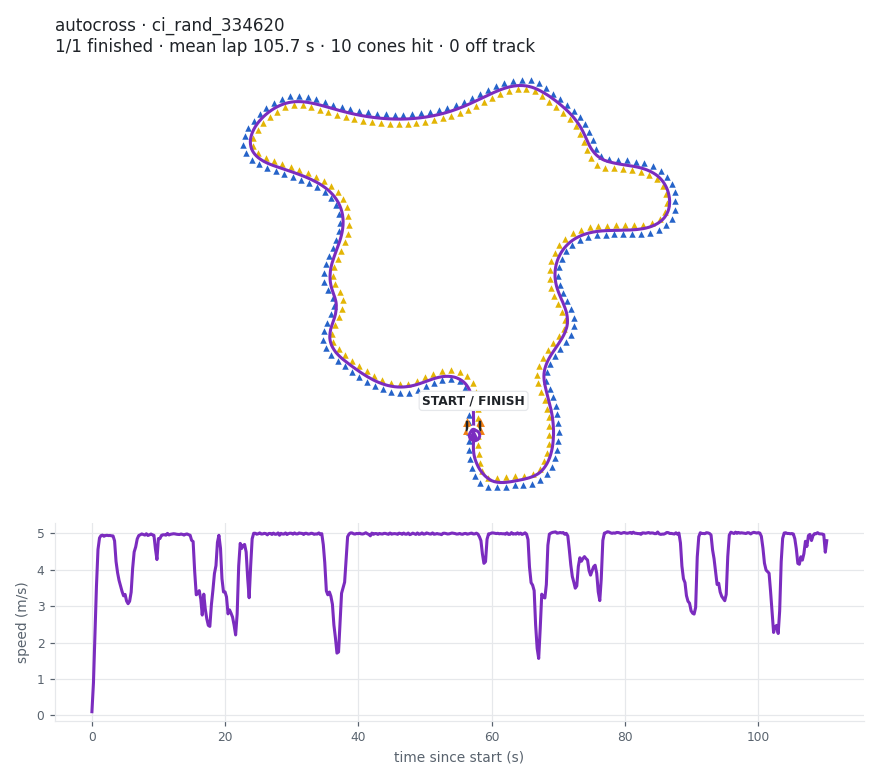 autocross · ci_rand_334620
1/1 finished · mean lap 105.7 s · 10 cones hit · 0 off track
START / FINISH
5
4
3
2
1
0
speed (m/s)
0 20 40 60 80 100
time since start (s)